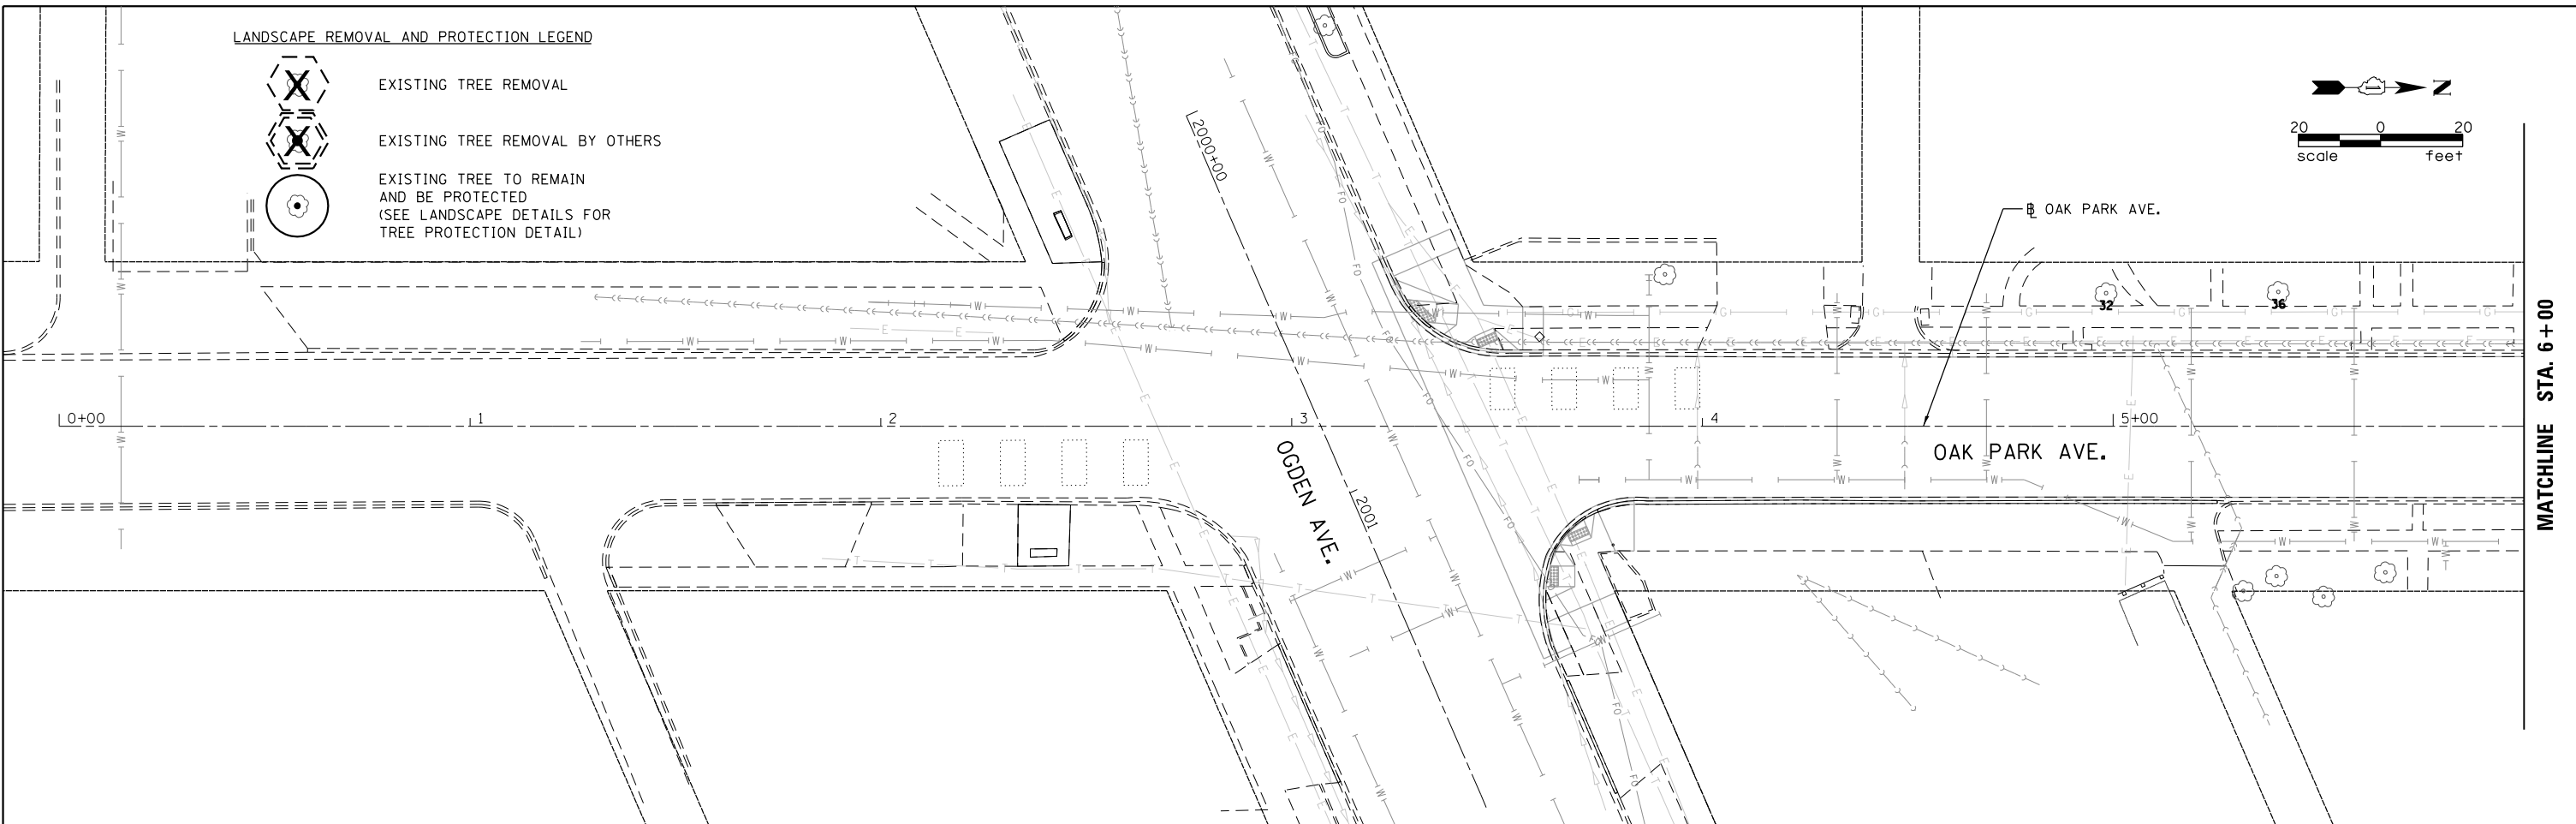 LANDSCAPE REMOVAL AND PROTECTION LEGEND
EXISTING TREE REMOVAL
EXISTING TREE REMOVAL BY OTHERS
EXISTING TREE TO REMAIN
AND BE PROTECTED
(SEE LANDSCAPE DETAILS FOR
TREE PROTECTION DETAIL)
N
20 0 20
scale feet
2000+00
℄ OAK PARK AVE.
32
36
0+00
1
2
3
4
5+00
OAK PARK AVE.
OGDEN AVE.
2001
MATCHLINE STA. 6+00